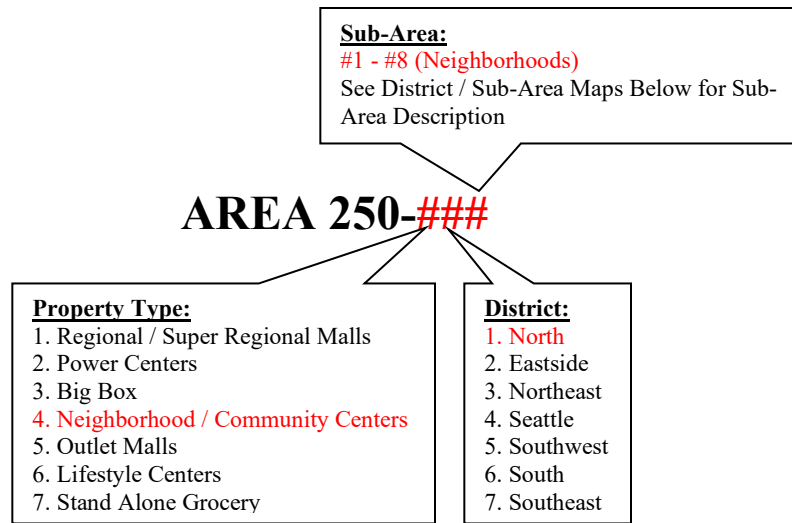 Sub-Area:
#1 - #8 (Neighborhoods)
See District / Sub-Area Maps Below for Sub-
Area Description
AREA 250-###
Property Type:
1. Regional / Super Regional Malls
2. Power Centers
3. Big Box
4. Neighborhood / Community Centers
5. Outlet Malls
6. Lifestyle Centers
7. Stand Alone Grocery
District:
1. North
2. Eastside
3. Northeast
4. Seattle
5. Southwest
6. South
7. Southeast